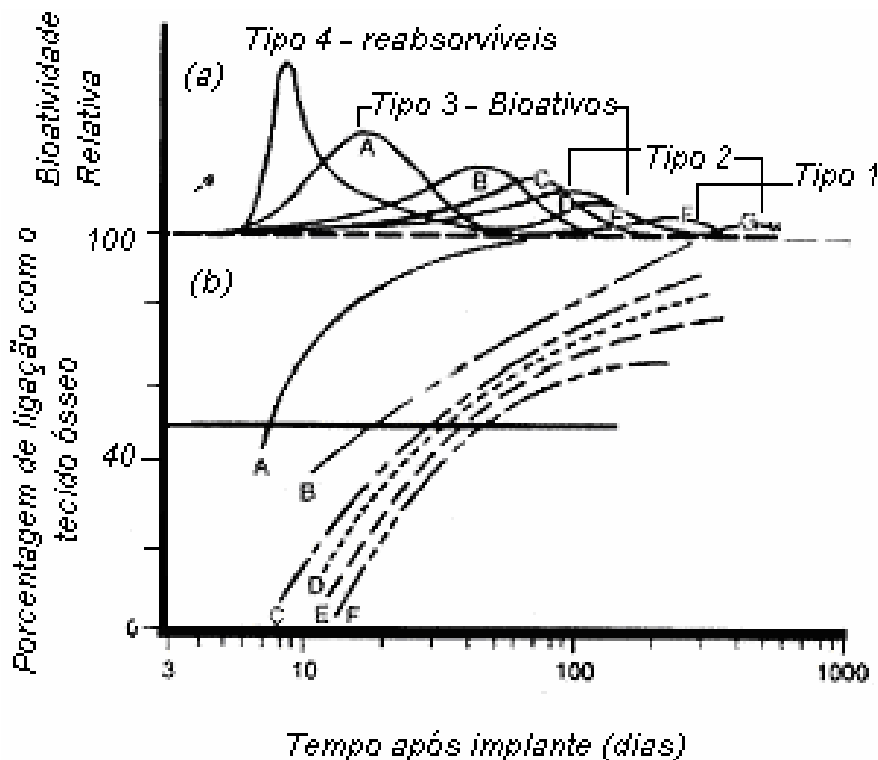 Tipo 4 - reabsorvíveis
(a)
Tipo 3 - Bioativos
Tipo 2
Tipo 1
A
B
C
D
E
F
G
Bioatividade
Relativa
100
(b)
40
0
A
B
C
D
E
F
Porcentagem de ligação com o
tecido ósseo
3
10
100
1000
Tempo após implante (dias)